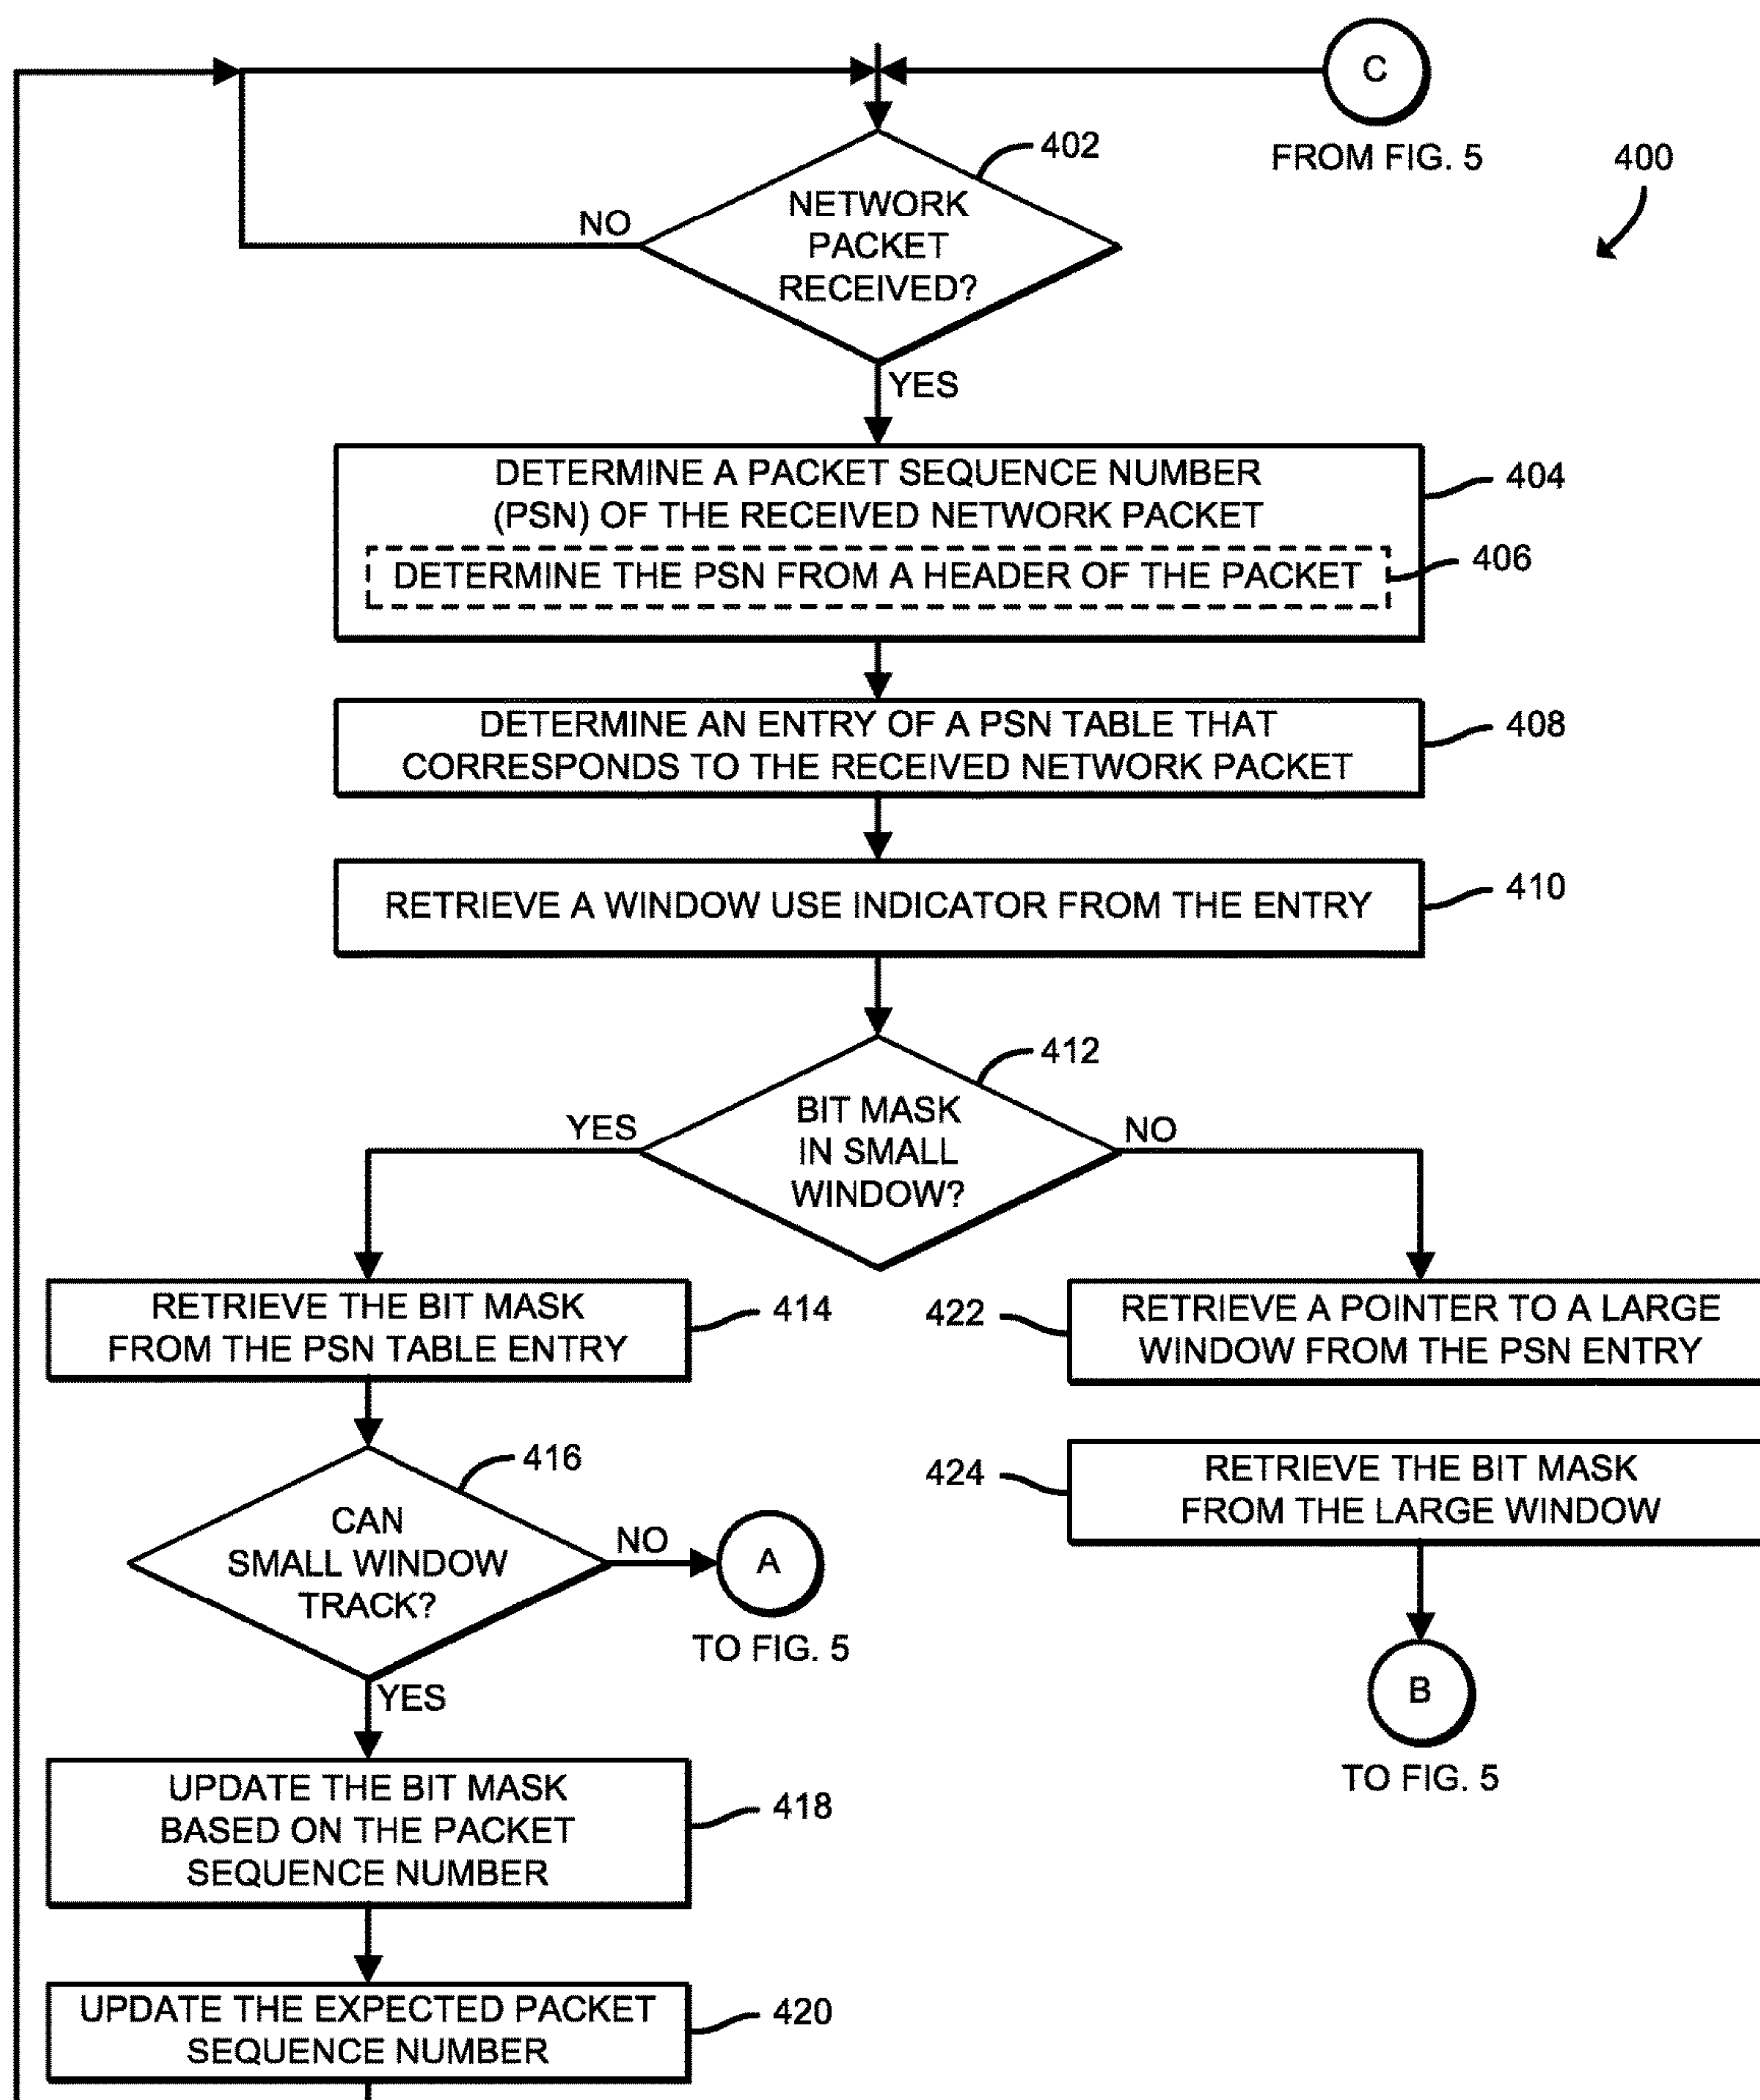 C
FROM FIG. 5
400
402
NETWORK
PACKET
RECEIVED?
NO
YES
DETERMINE A PACKET SEQUENCE NUMBER
(PSN) OF THE RECEIVED NETWORK PACKET
404
DETERMINE THE PSN FROM A HEADER OF THE PACKET
406
DETERMINE AN ENTRY OF A PSN TABLE THAT
CORRESPONDS TO THE RECEIVED NETWORK PACKET
408
RETRIEVE A WINDOW USE INDICATOR FROM THE ENTRY
410
412
BIT MASK
IN SMALL
WINDOW?
YES
NO
RETRIEVE THE BIT MASK
FROM THE PSN TABLE ENTRY
414
422
RETRIEVE A POINTER TO A LARGE
WINDOW FROM THE PSN ENTRY
416
CAN
SMALL WINDOW
TRACK?
NO
A
TO FIG. 5
YES
424
RETRIEVE THE BIT MASK
FROM THE LARGE WINDOW
B
TO FIG. 5
UPDATE THE BIT MASK
BASED ON THE PACKET
SEQUENCE NUMBER
418
UPDATE THE EXPECTED PACKET
SEQUENCE NUMBER
420